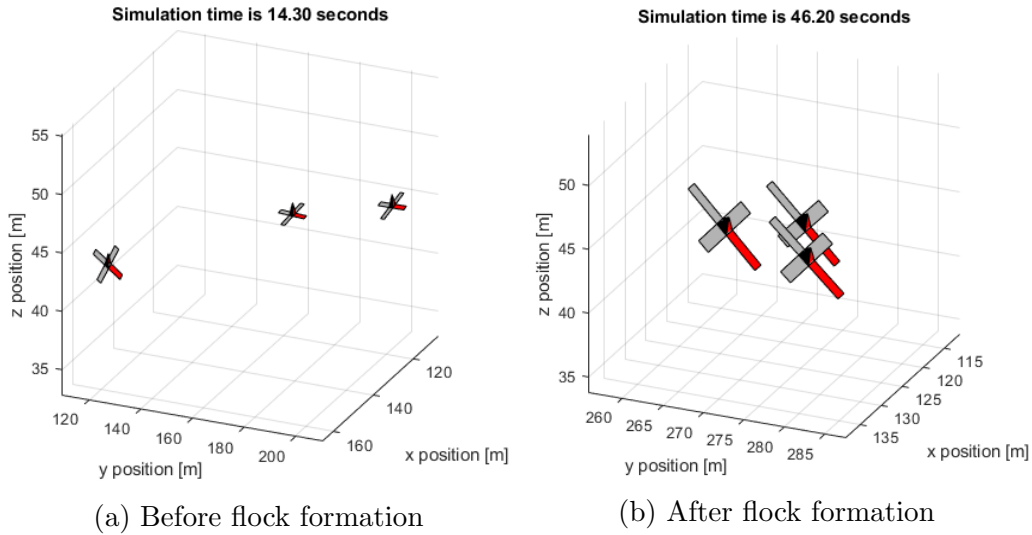 Simulation time is 14.30 seconds
55
50
45
40
35
z position [m]
120
140
160
180
200
y position [m]
120
140
160
x position [m]
(a) Before flock formation
Simulation time is 46.20 seconds
50
45
40
35
z position [m]
260
265
270
275
280
285
y position [m]
115
120
125
130
135
x position [m]
(b) After flock formation